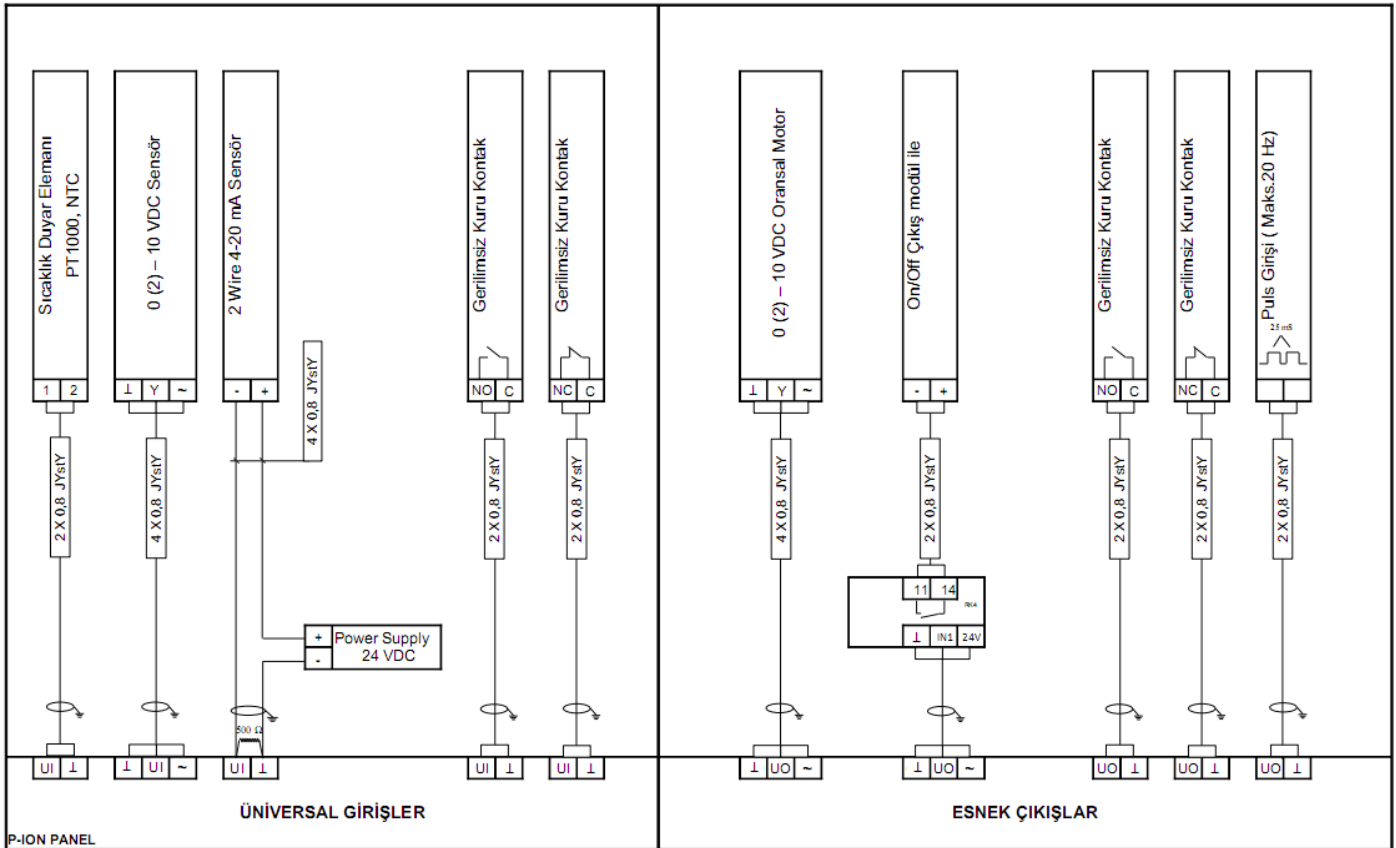 Sıcaklık Duyar Elemanı
PT1000, NTC
0 (2) – 10 VDC Sensör
2 Wire 4-20 mA Sensör
Gerilimsiz Kuru Kontak
Gerilimsiz Kuru Kontak
0 (2) – 10 VDC Oransal Motor
On/Off Çıkış modül ile
Gerilimsiz Kuru Kontak
Gerilimsiz Kuru Kontak
Puls Girişi ( Maks.20 Hz)
25 mS
1 2
⊥ Y ~
- +
NO C
NC C
⊥ Y ~
- +
NO C
NC C
4 X 0,8 JYstY
2 X 0,8 JYstY
4 X 0,8 JYstY
2 X 0,8 JYstY
2 X 0,8 JYstY
4 X 0,8 JYstY
2 X 0,8 JYstY
2 X 0,8 JYstY
2 X 0,8 JYstY
2 X 0,8 JYstY
11 14
RK4
⊥ IN1 24V
+ Power Supply
- 24 VDC
500 Ω
UI ⊥
⊥ UI ~
UI ⊥
UI ⊥
UI ⊥
⊥ UO ~
⊥ UO ~
UO ⊥
UO ⊥
UO ⊥
ÜNİVERSAL GİRİŞLER
ESNEK ÇIKIŞLAR
P-ION PANEL